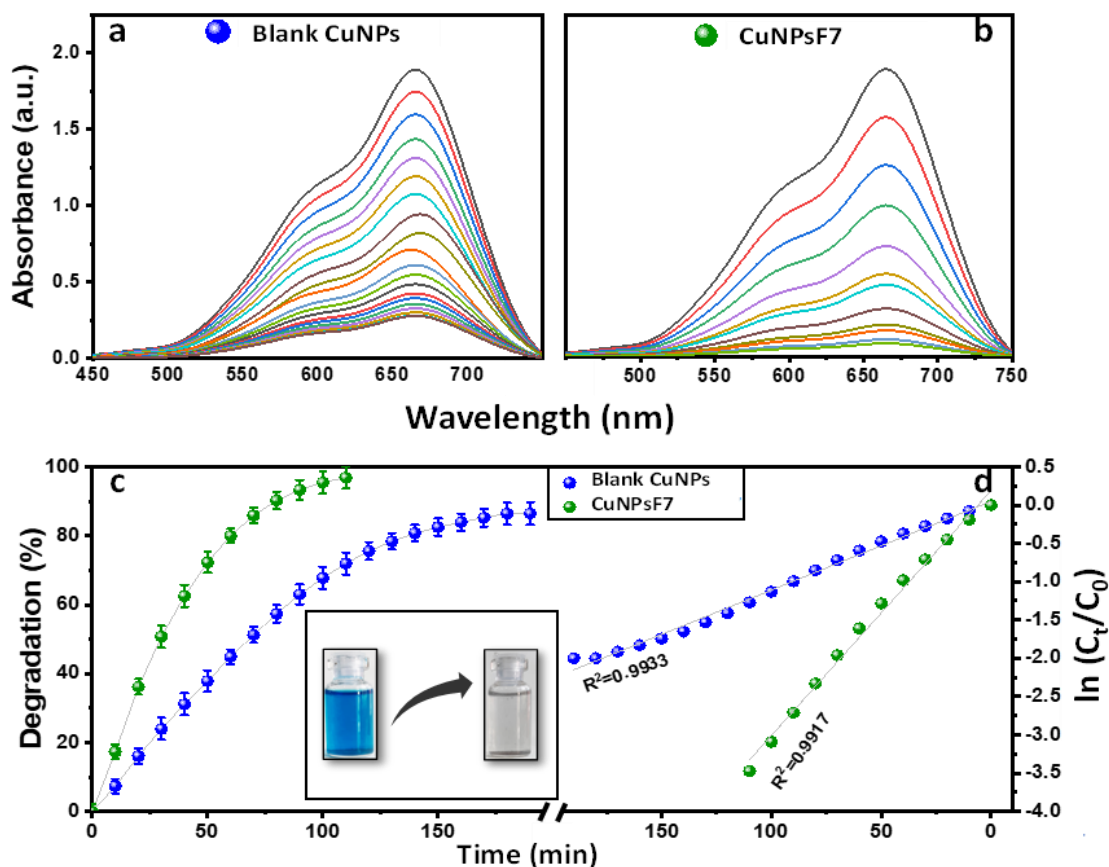 a
Blank CuNPs
CuNPsF7
b
Absorbance (a.u.)
2.0
1.5
1.0
0.5
0.0
450 500 550 600 650 700
500 550 600 650 700 750
Wavelength (nm)
c
Blank CuNPs
CuNPsF7
d
Degradation (%)
100
80
60
40
20
0
0 50 100 150
150 100 50 0
Time (min)
R²=0.9933
R²=0.9917
0.5
0.0
-0.5
-1.0
-1.5
-2.0
-2.5
-3.0
-3.5
-4.0
ln (Cₜ/C₀)